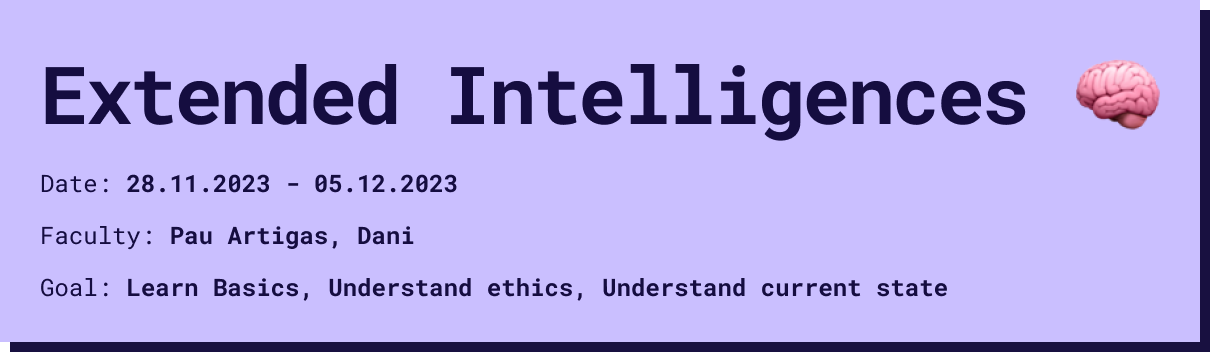 Extended Intelligences 🧠
Date: 28.11.2023 - 05.12.2023
Faculty: Pau Artigas, Dani
Goal: Learn Basics, Understand ethics, Understand current state